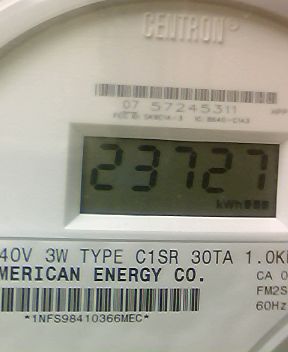 CENTRON®
07 57245311
23727
kWh
40V 3W TYPE C1SR 30TA 1.0K
MERICAN ENERGY CO.
CA 0
FM2S
60Hz
*1NFS98410366MEC*